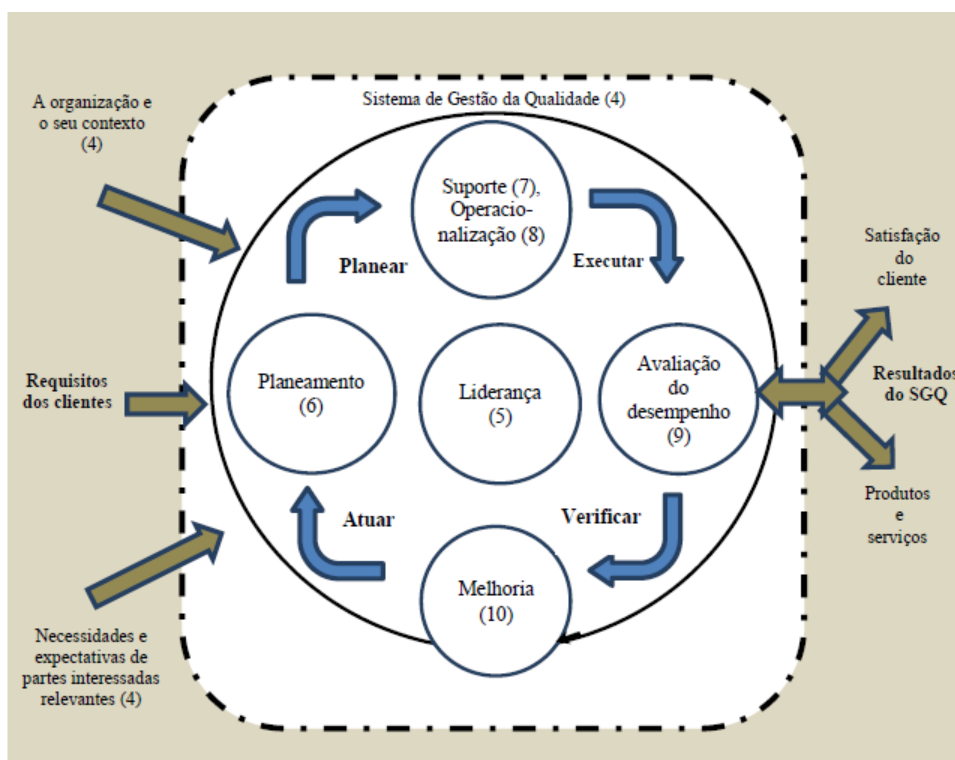 Sistema de Gestão da Qualidade (4)
A organização e
o seu contexto
(4)
Suporte (7),
Operacio-
nalização (8)
Planear
Executar
Satisfação
do
cliente
Requisitos
dos clientes
Planeamento
(6)
Liderança
(5)
Avaliação
do
desempenho
(9)
Resultados
do SGQ
Atuar
Verificar
Produtos
e
serviços
Melhoria
(10)
Necessidades e
expectativas de
partes interessadas
relevantes (4)